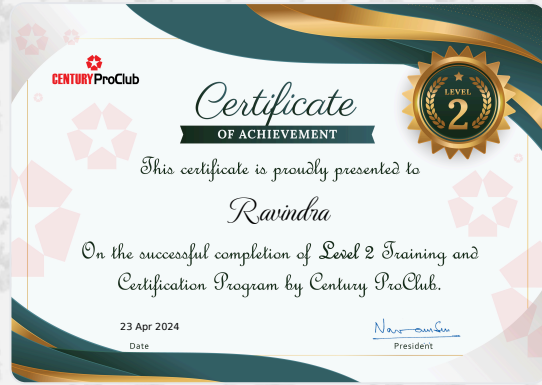 CENTURY ProClub
Certificate
OF ACHIEVEMENT
LEVEL
2
This certificate is proudly presented to
Ravindra
On the successful completion of Level 2 Training and
Certification Program by Century ProClub.
23 Apr 2024
Date
President